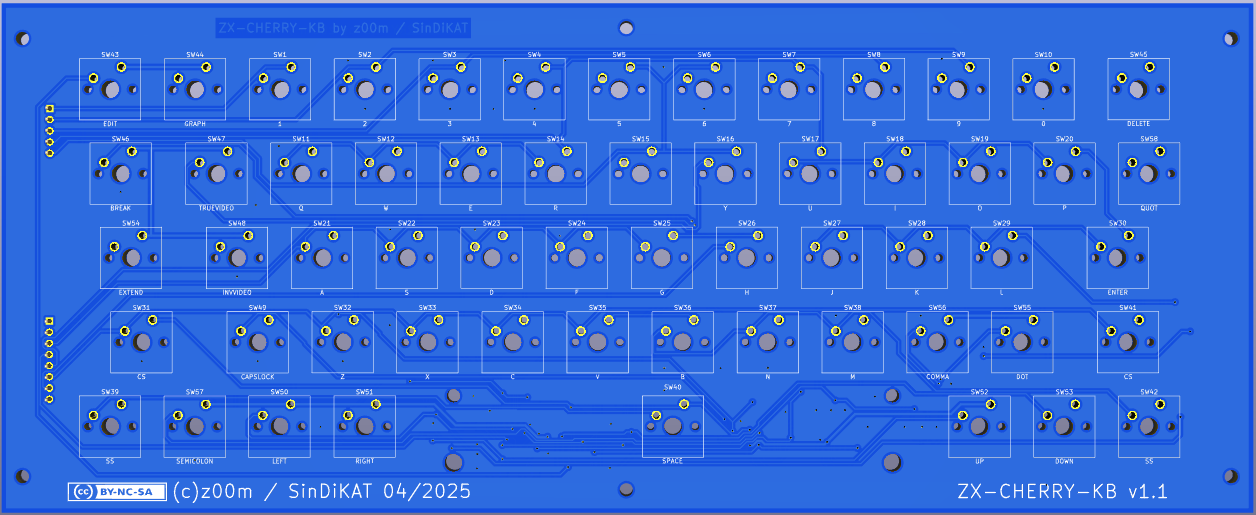 ZX-CHERRY-KB by z00m / SinDiKAT
SW43 SW44 SW1 SW2 SW3 SW4 SW5 SW6 SW7 SW8 SW9 SW10 SW45
EDIT GRAPH 1 2 3 4 5 6 7 8 9 0 DELETE
SW46 SW47 SW11 SW12 SW13 SW14 SW15 SW16 SW17 SW18 SW19 SW20 SW58
BREAK TRUEVIDEO Q W E R Y U I O P QUOT
SW54 SW48 SW21 SW22 SW23 SW24 SW25 SW26 SW27 SW28 SW29 SW30
EXTEND INVVIDEO A S D F G H J K L ENTER
SW31 SW49 SW32 SW33 SW34 SW35 SW36 SW37 SW38 SW56 SW55 SW41
CS CAPSLOCK Z X C V B N M COMMA DOT CS
SW39 SW57 SW50 SW51 SW40 SW52 SW53 SW42
SS SEMICOLON LEFT RIGHT SPACE UP DOWN SS
cc BY-NC-SA (c)z00m / SinDiKAT 04/2025 ZX-CHERRY-KB v1.1